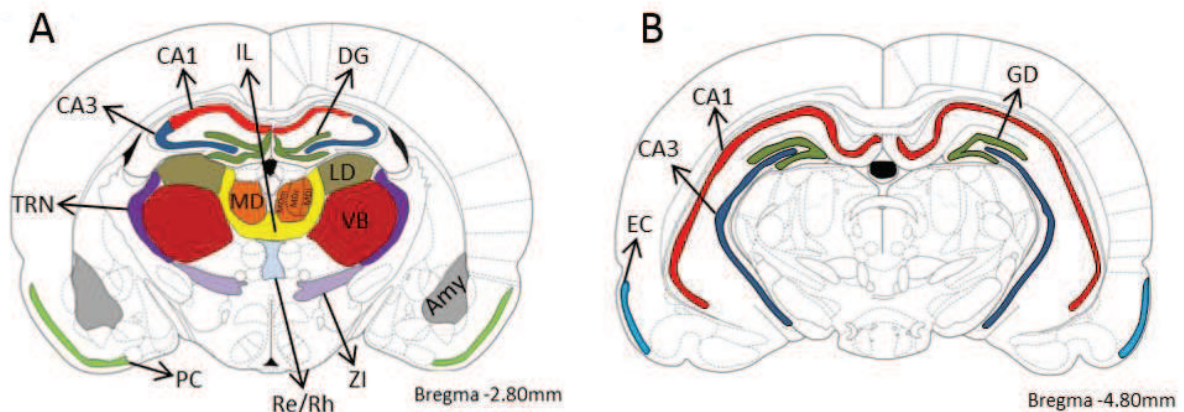 A
CA1
IL
DG
CA3
LD
MD
TRN
VB
Amy
PC
Re/Rh
ZI
Bregma -2.80mm
B
CA1
GD
CA3
EC
Bregma -4.80mm